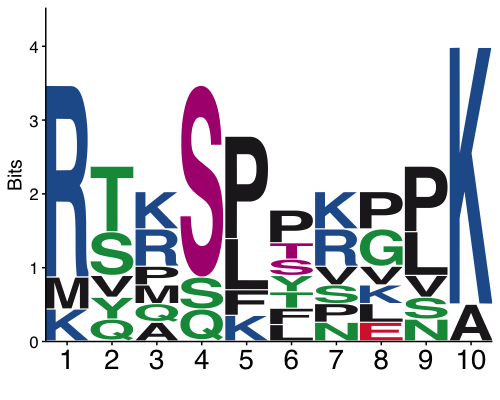 Bits
4
3
2
1
0
R M K
T S V Y Q
K R P M Q A
S S Q
P L F K
P T S Y T F L
K R V S P N
P G V K L E
P L V S N
K A
1 2 3 4 5 6 7 8 9 10